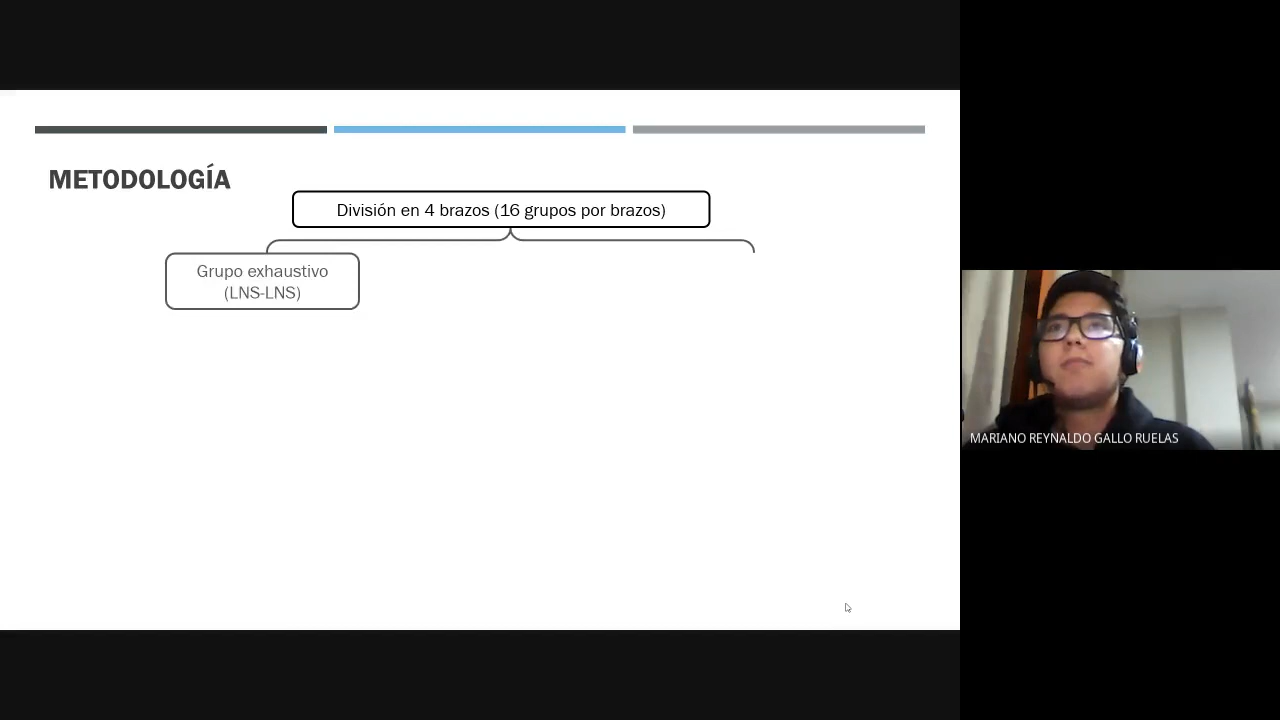 METODOLOGÍA
División en 4 brazos (16 grupos por brazos)
Grupo exhaustivo
(LNS-LNS)
MARIANO REYNALDO GALLO RUELAS